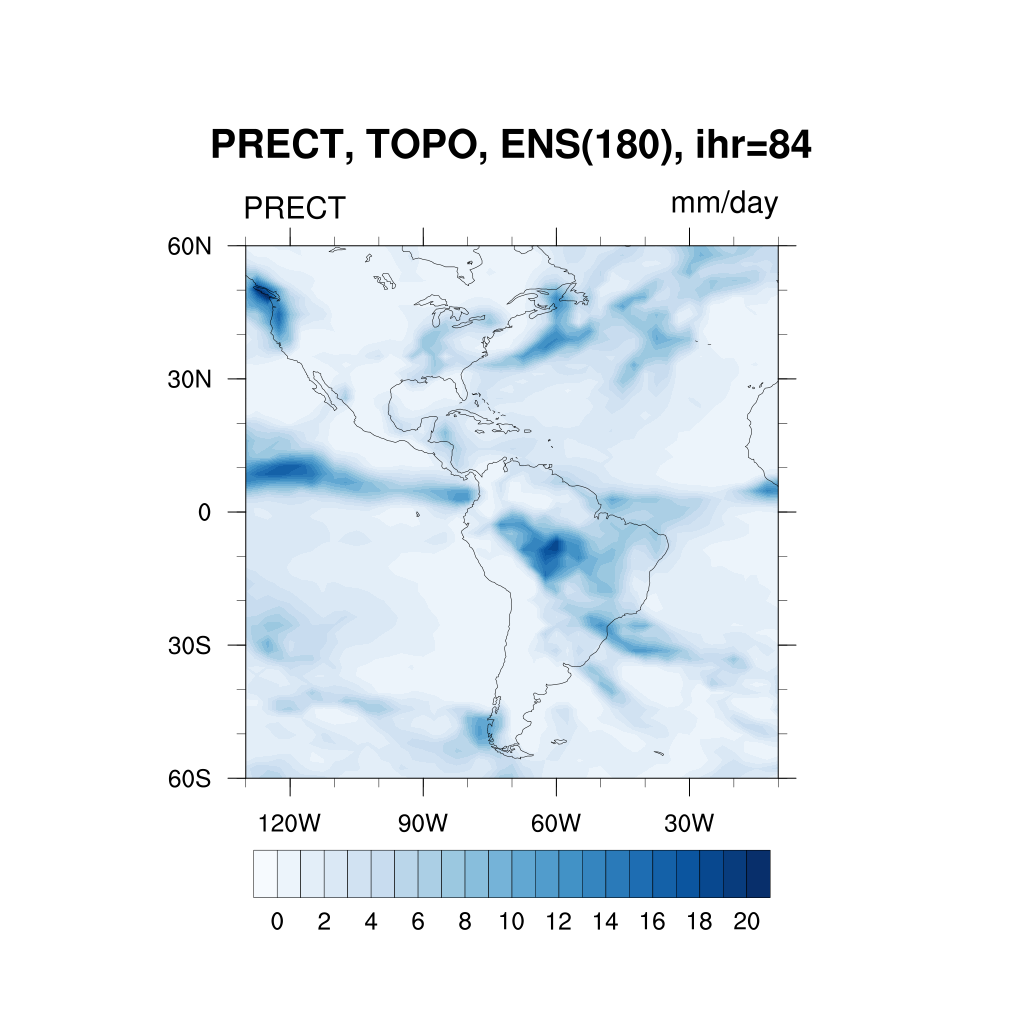 PRECT, TOPO, ENS(180), ihr=84
PRECT mm/day
60N
30N
0
30S
60S
120W 90W 60W 30W
0 2 4 6 8 10 12 14 16 18 20